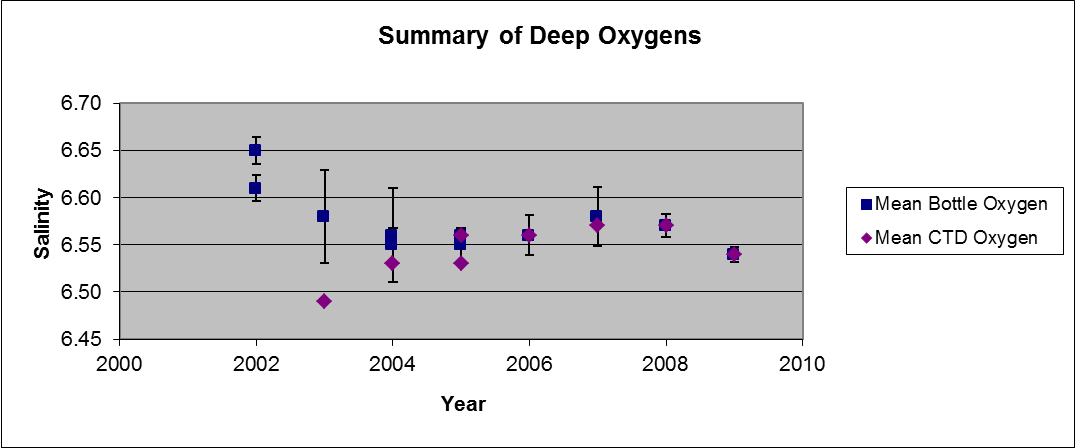 Summary of Deep Oxygens
6.70
6.65
6.60
6.55
6.50
6.45
Salinity
2000 2002 2004 2006 2008 2010
Year
Mean Bottle Oxygen
Mean CTD Oxygen